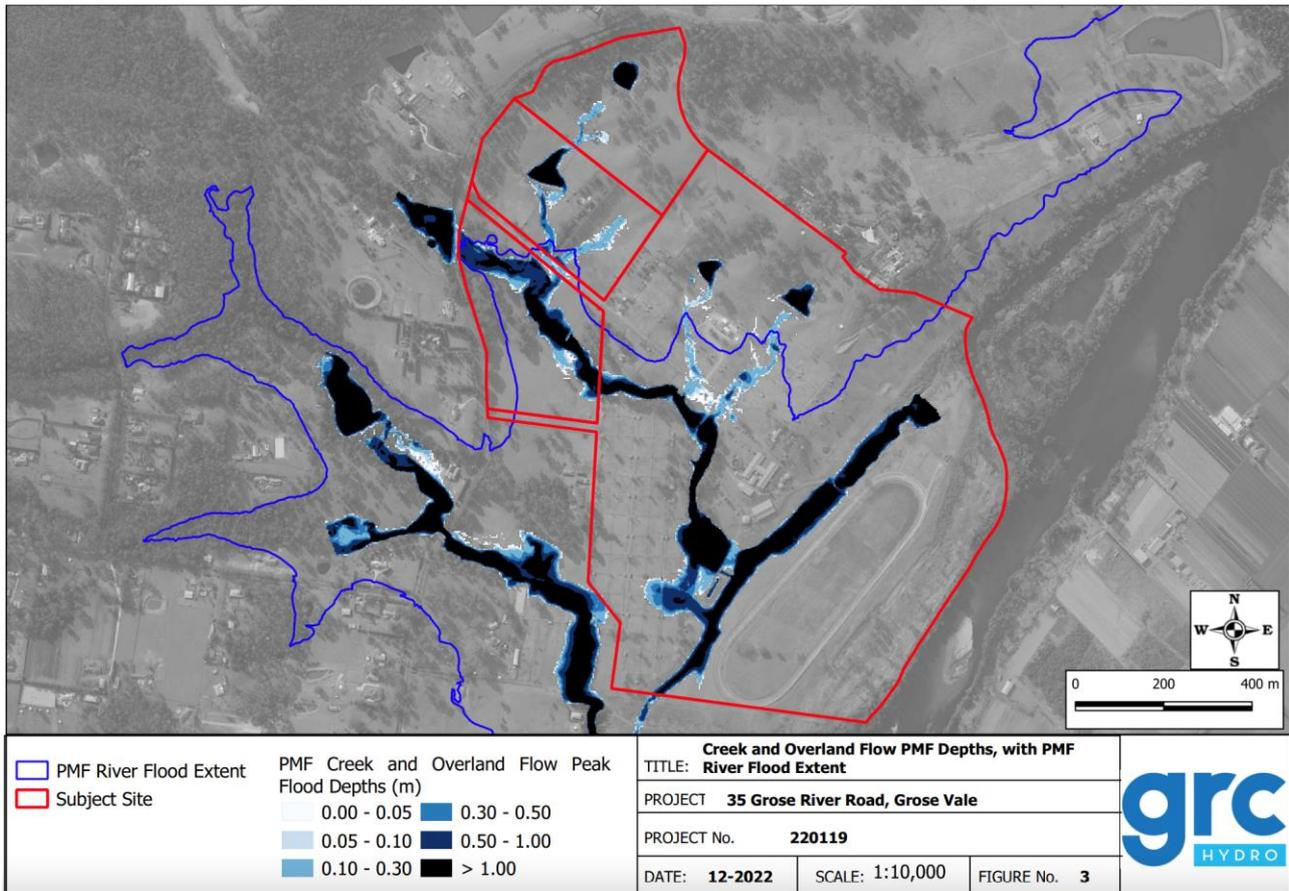 N
W E
S
0 200 400 m
PMF River Flood Extent
Subject Site
PMF Creek and Overland Flow Peak
Flood Depths (m)
0.00 - 0.05
0.05 - 0.10
0.10 - 0.30
0.30 - 0.50
0.50 - 1.00
> 1.00
TITLE: Creek and Overland Flow PMF Depths, with PMF
River Flood Extent
PROJECT 35 Grose River Road, Grose Vale
PROJECT No. 220119
DATE: 12-2022 SCALE: 1:10,000 FIGURE No. 3
grc
HYDRO